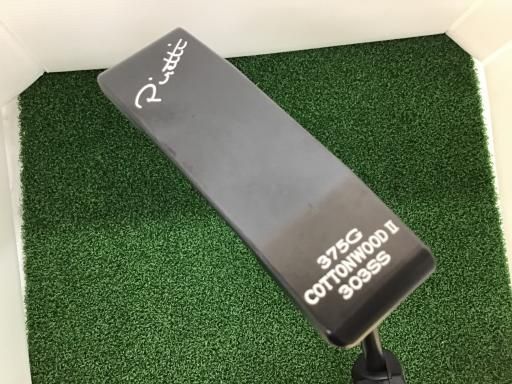 Piretti
375G
COTTONWOOD II
303SS